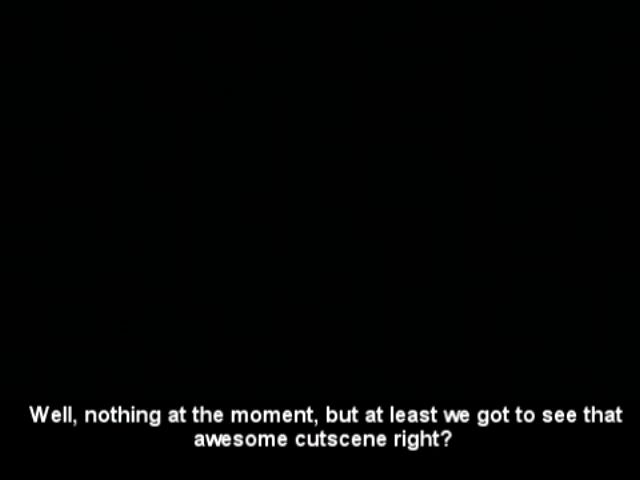 Well, nothing at the moment, but at least we got to see that
awesome cutscene right?